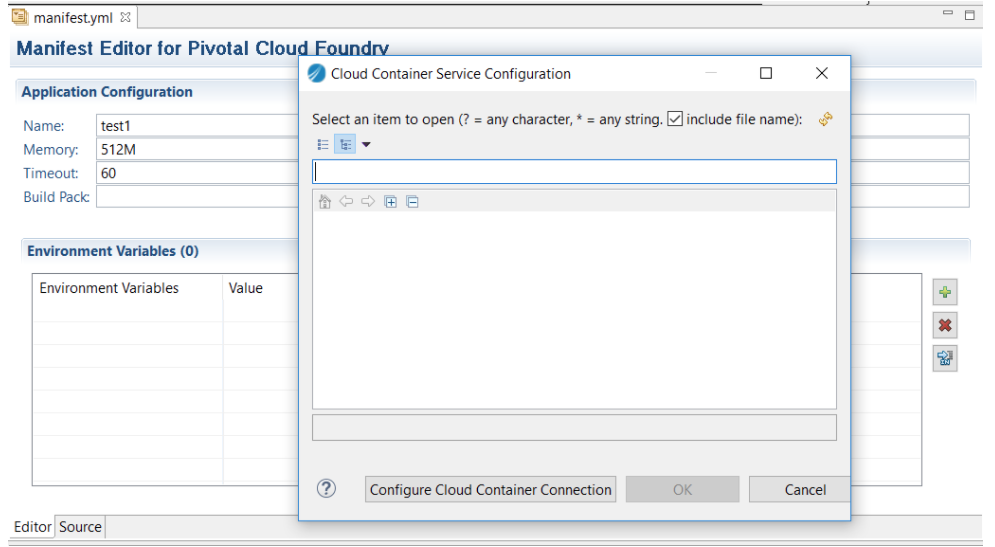 manifest.yml
Manifest Editor for Pivotal Cloud Foundry
Cloud Container Service Configuration
Application Configuration
Select an item to open (? = any character, * = any string. include file name):
Name: test1
Memory: 512M
Timeout: 60
Build Pack:
Environment Variables (0)
Environment Variables Value
Configure Cloud Container Connection OK Cancel
Editor Source